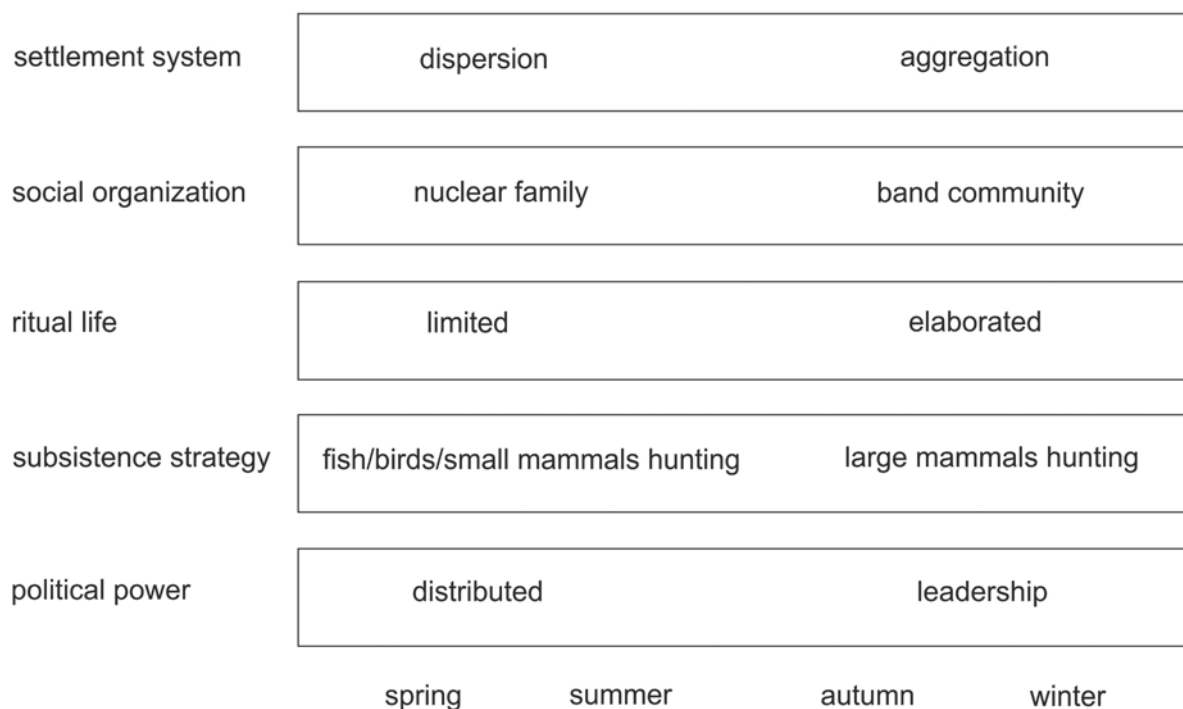 settlement system dispersion aggregation
social organization nuclear family band community
ritual life limited elaborated
subsistence strategy fish/birds/small mammals hunting large mammals hunting
political power distributed leadership
spring summer autumn winter